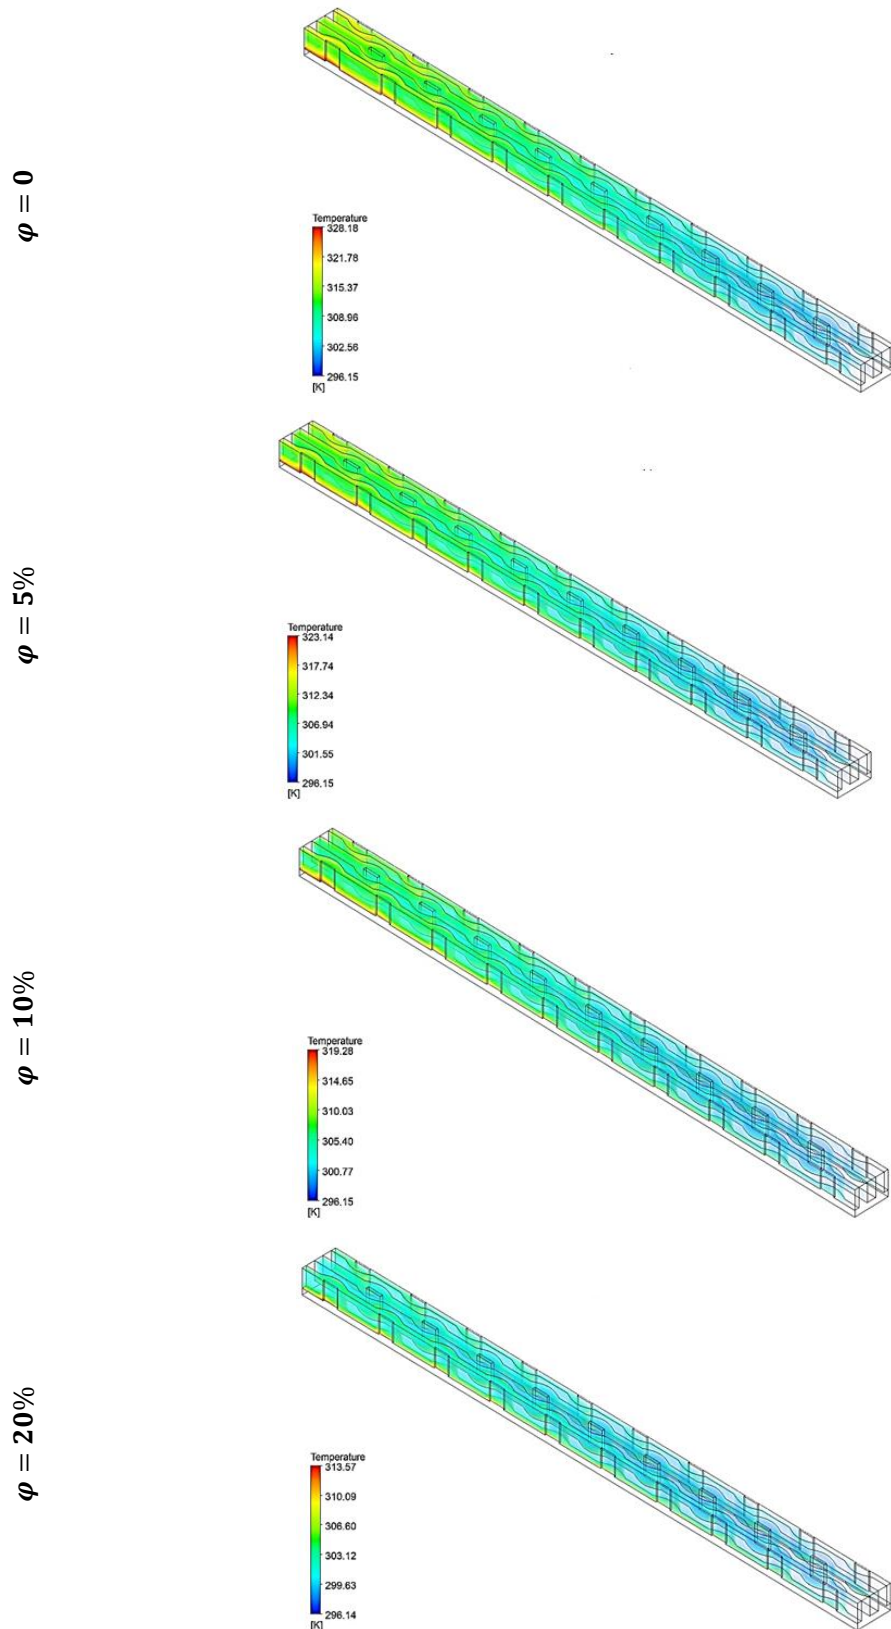 φ = 0
Temperature
328.18
321.78
315.37
308.96
302.56
296.15
[K]
φ = 5%
Temperature
323.14
317.74
312.34
306.94
301.55
296.15
[K]
φ = 10%
Temperature
319.28
314.65
310.03
305.40
300.77
296.15
[K]
φ = 20%
Temperature
313.57
310.09
306.60
303.12
299.63
296.14
[K]